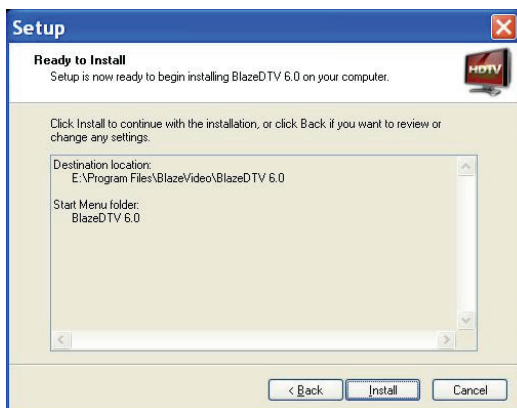 Setup
Ready to Install
Setup is now ready to begin installing BlazeDTV 6.0 on your computer.
HDTV
Click Install to continue with the installation, or click Back if you want to review or
change any settings.
Destination location:
E:\Program Files\BlazeVideo\BlazeDTV 6.0
Start Menu folder:
BlazeDTV 6.0
< Back
Install
Cancel